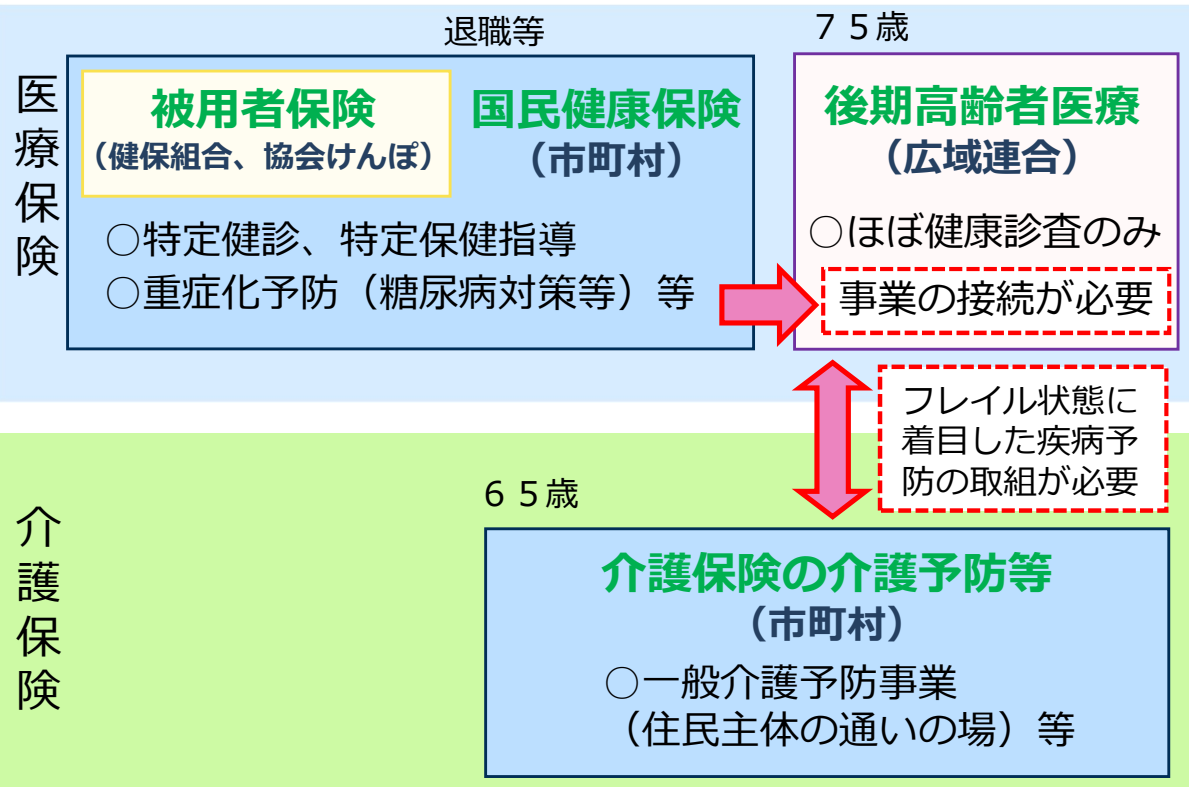 医療保険
退職等
７５歳
被用者保険
（健保組合、協会けんぽ）
国民健康保険
（市町村）
○特定健診、特定保健指導
○重症化予防（糖尿病対策等）等
後期高齢者医療
（広域連合）
○ほぼ健康診査のみ
事業の接続が必要
フレイル状態に
着目した疾病予
防の取組が必要
介護保険
６５歳
介護保険の介護予防等
（市町村）
○一般介護予防事業
（住民主体の通いの場）等